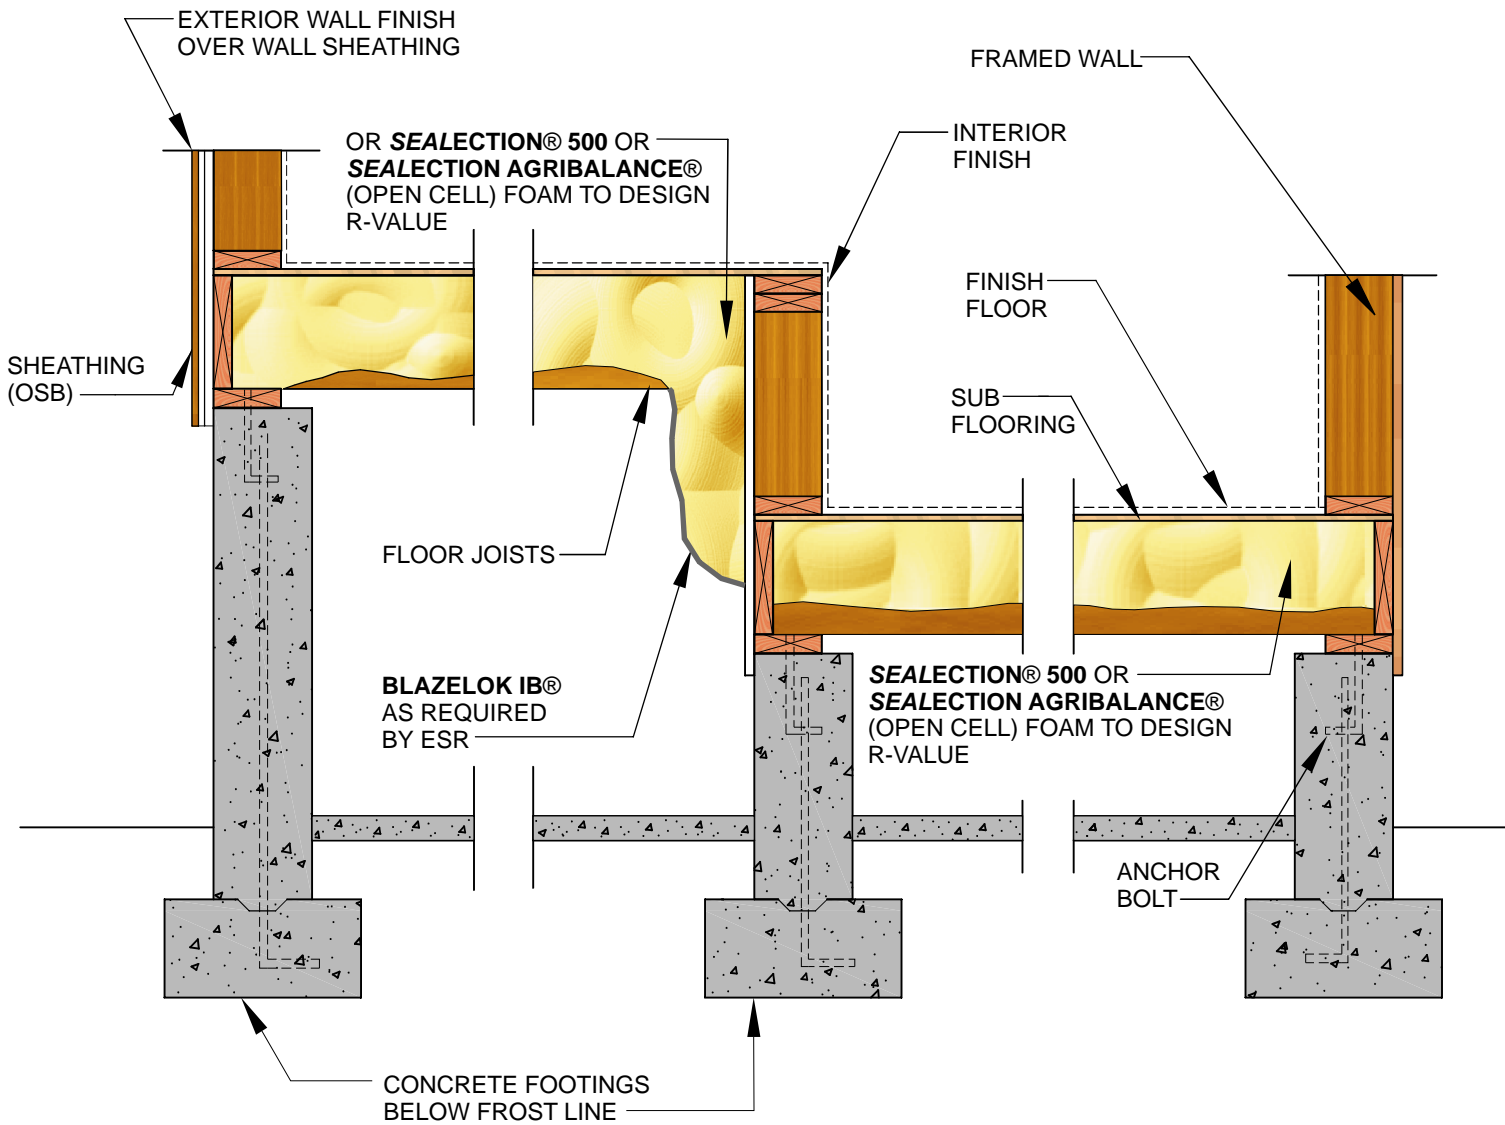 EXTERIOR WALL FINISH
OVER WALL SHEATHING
FRAMED WALL
OR SEALECTION® 500 OR
SEALECTION AGRIBALANCE®
(OPEN CELL) FOAM TO DESIGN
R-VALUE
INTERIOR
FINISH
FINISH
FLOOR
SHEATHING
(OSB)
SUB
FLOORING
FLOOR JOISTS
BLAZELOK IB®
AS REQUIRED
BY ESR
SEALECTION® 500 OR
SEALECTION AGRIBALANCE®
(OPEN CELL) FOAM TO DESIGN
R-VALUE
ANCHOR
BOLT
CONCRETE FOOTINGS
BELOW FROST LINE